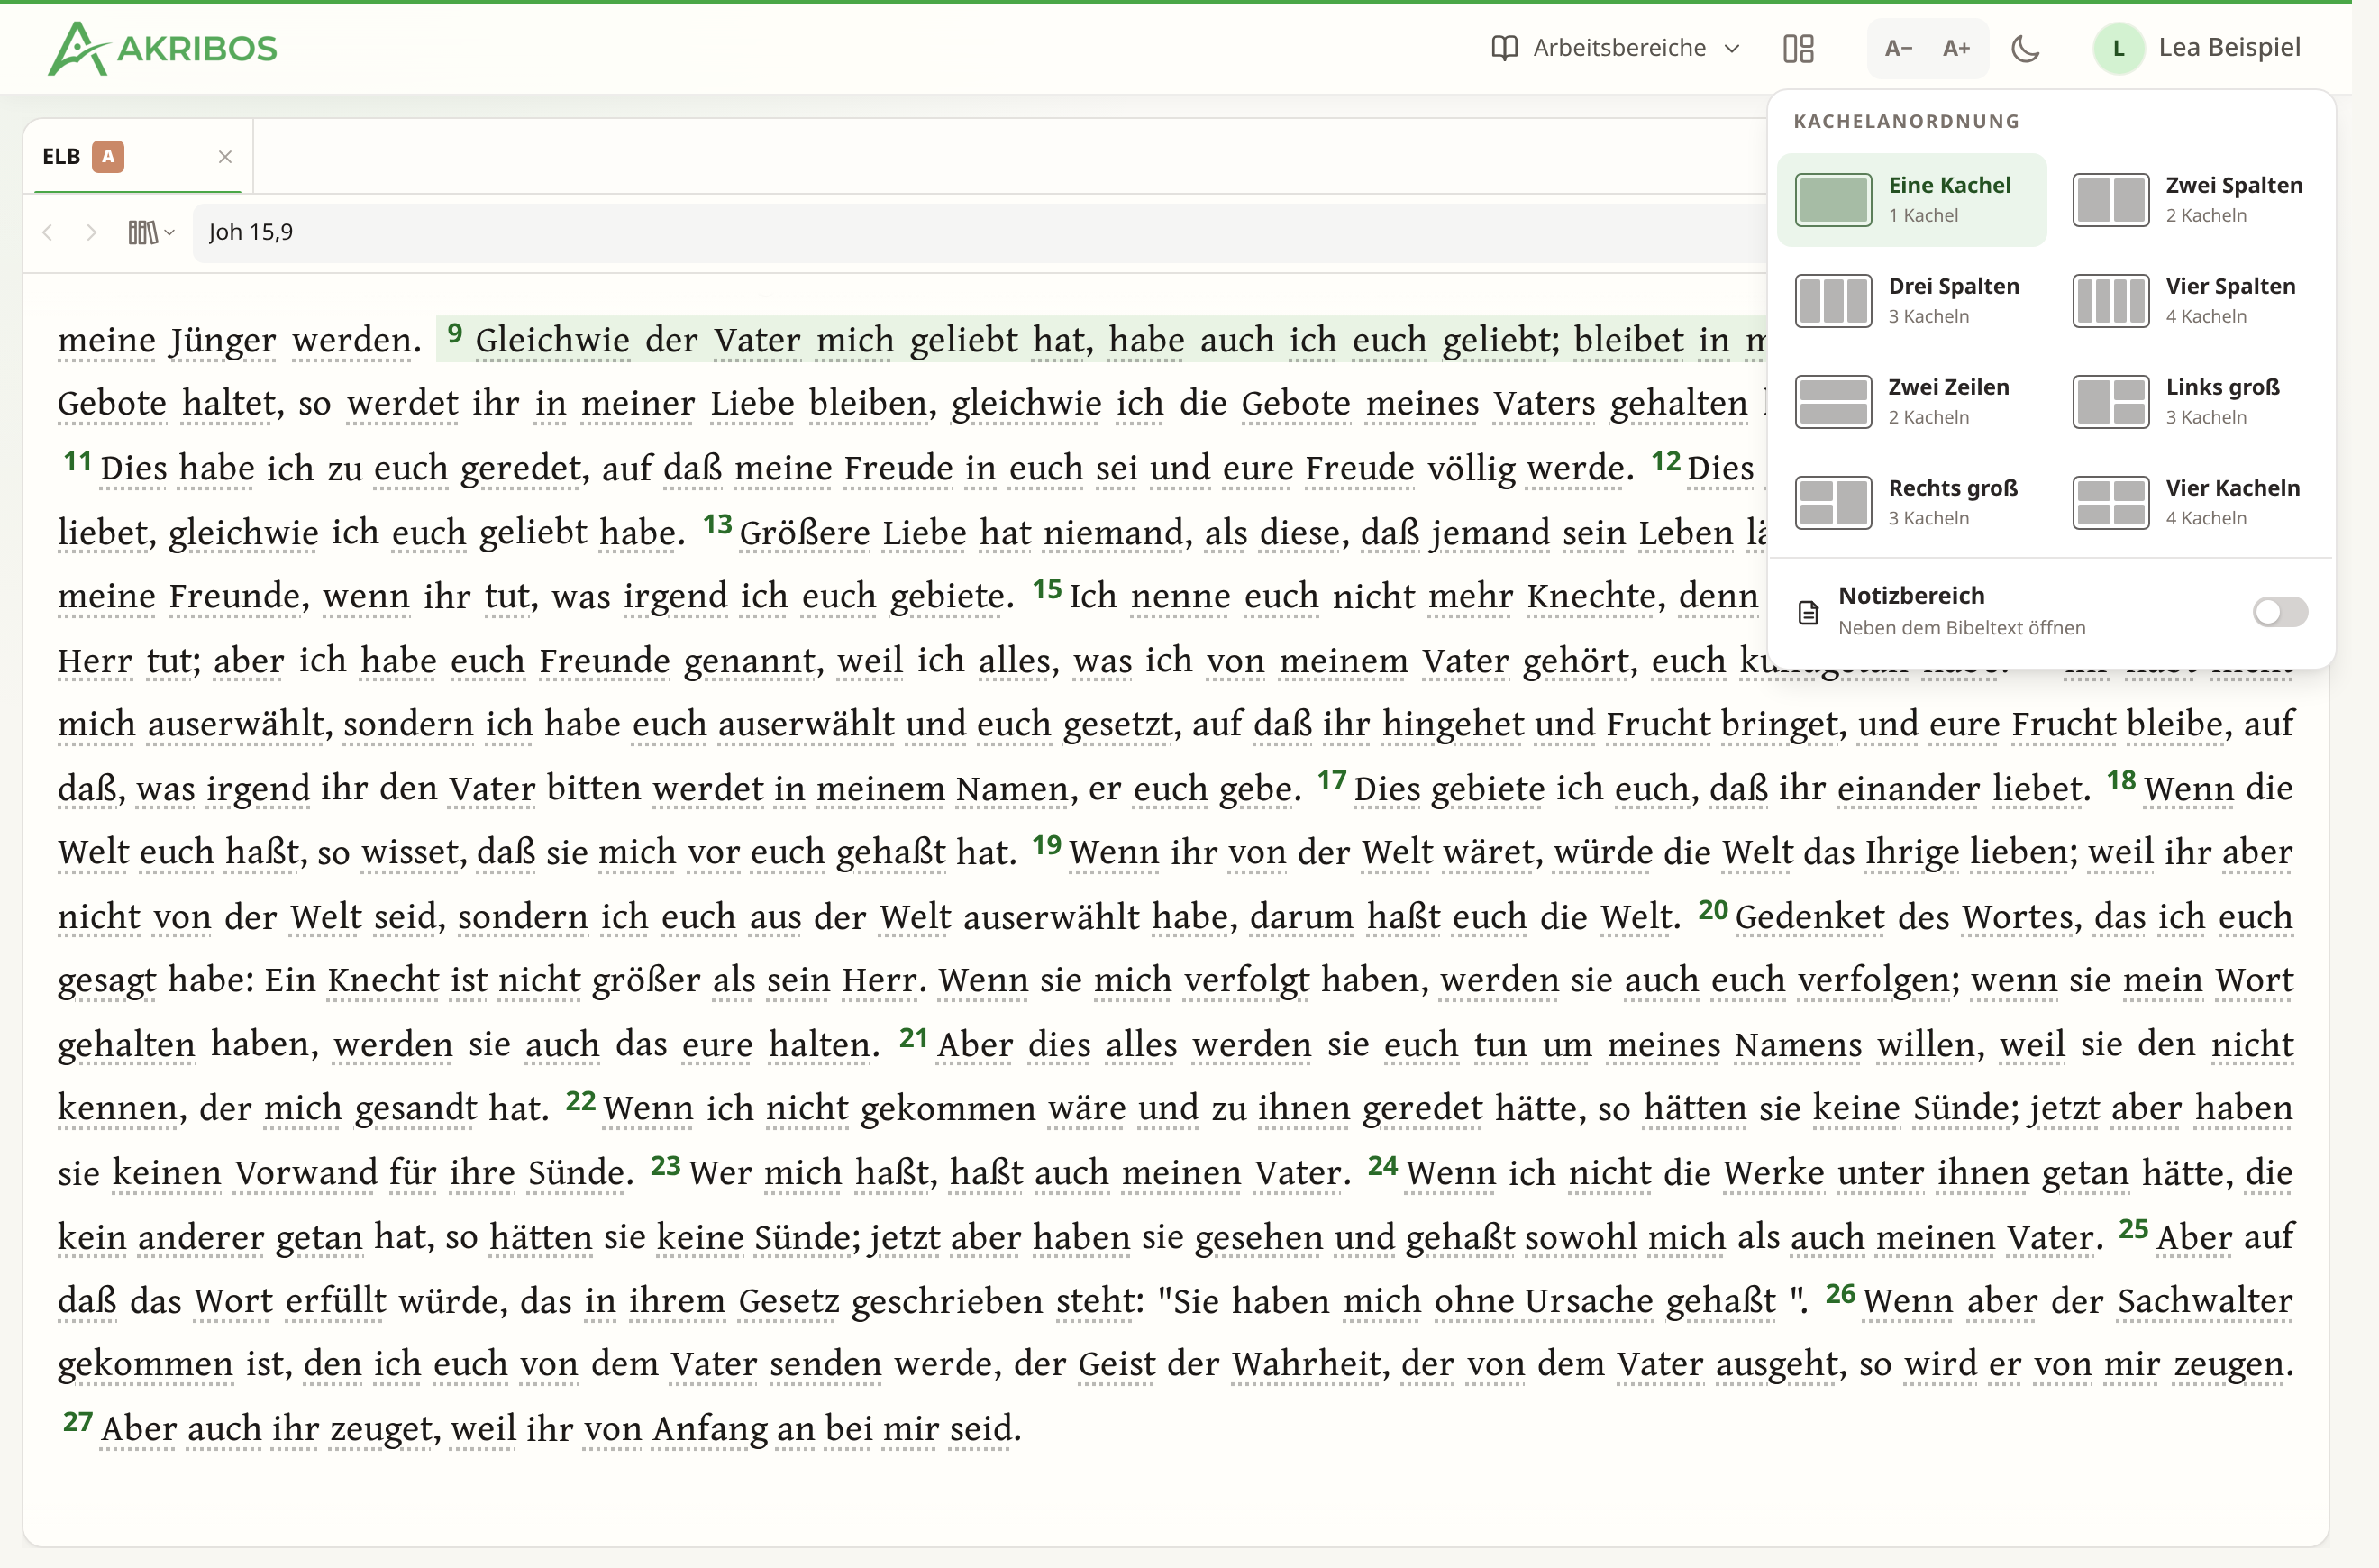 AKRIBOS
Arbeitsbereiche
A− A+
L Lea Beispiel
ELB A
Joh 15,9
KACHELANORDNUNG
Eine Kachel
1 Kachel
Zwei Spalten
2 Kacheln
Drei Spalten
3 Kacheln
Vier Spalten
4 Kacheln
Zwei Zeilen
2 Kacheln
Links groß
3 Kacheln
Rechts groß
3 Kacheln
Vier Kacheln
4 Kacheln
Notizbereich
Neben dem Bibeltext öffnen
meine Jünger werden. 9 Gleichwie der Vater mich geliebt hat, habe auch ich euch geliebt; bleibet in
Gebote haltet, so werdet ihr in meiner Liebe bleiben, gleichwie ich die Gebote meines Vaters gehalten
11 Dies habe ich zu euch geredet, auf daß meine Freude in euch sei und eure Freude völlig werde. 12 Dies
liebet, gleichwie ich euch geliebt habe. 13 Größere Liebe hat niemand, als diese, daß jemand sein Leben
meine Freunde, wenn ihr tut, was irgend ich euch gebiete. 15 Ich nenne euch nicht mehr Knechte, denn
Herr tut; aber ich habe euch Freunde genannt, weil ich alles, was ich von meinem Vater gehört, euch
mich auserwählt, sondern ich habe euch auserwählt und euch gesetzt, auf daß ihr hingehet und Frucht bringet, und eure Frucht bleibe, auf
daß, was irgend ihr den Vater bitten werdet in meinem Namen, er euch gebe. 17 Dies gebiete ich euch, daß ihr einander liebet. 18 Wenn die
Welt euch haßt, so wisset, daß sie mich vor euch gehaßt hat. 19 Wenn ihr von der Welt wäret, würde die Welt das Ihrige lieben; weil ihr aber
nicht von der Welt seid, sondern ich euch aus der Welt auserwählt habe, darum haßt euch die Welt. 20 Gedenket des Wortes, das ich euch
gesagt habe: Ein Knecht ist nicht größer als sein Herr. Wenn sie mich verfolgt haben, werden sie auch euch verfolgen; wenn sie mein Wort
gehalten haben, werden sie auch das eure halten. 21 Aber dies alles werden sie euch tun um meines Namens willen, weil sie den nicht
kennen, der mich gesandt hat. 22 Wenn ich nicht gekommen wäre und zu ihnen geredet hätte, so hätten sie keine Sünde; jetzt aber haben
sie keinen Vorwand für ihre Sünde. 23 Wer mich haßt, haßt auch meinen Vater. 24 Wenn ich nicht die Werke unter ihnen getan hätte, die
kein anderer getan hat, so hätten sie keine Sünde; jetzt aber haben sie gesehen und gehaßt sowohl mich als auch meinen Vater. 25 Aber auf
daß das Wort erfüllt würde, das in ihrem Gesetz geschrieben steht: "Sie haben mich ohne Ursache gehaßt ". 26 Wenn aber der Sachwalter
gekommen ist, den ich euch von dem Vater senden werde, der Geist der Wahrheit, der von dem Vater ausgeht, so wird er von mir zeugen.
27 Aber auch ihr zeuget, weil ihr von Anfang an bei mir seid.